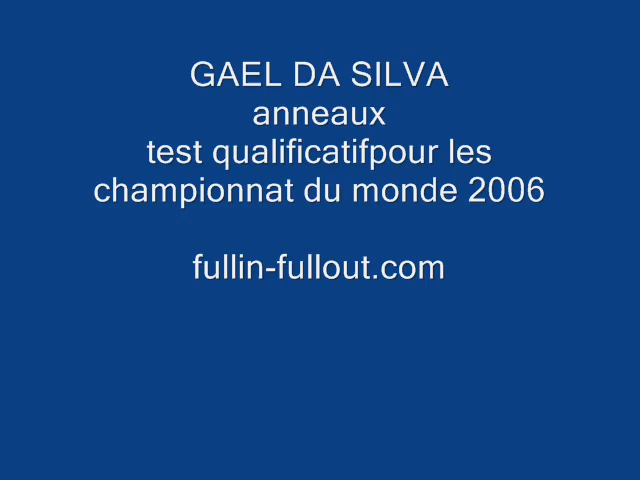 GAEL DA SILVA
anneaux
test qualificatifpour les
championnat du monde 2006
fullin-fullout.com